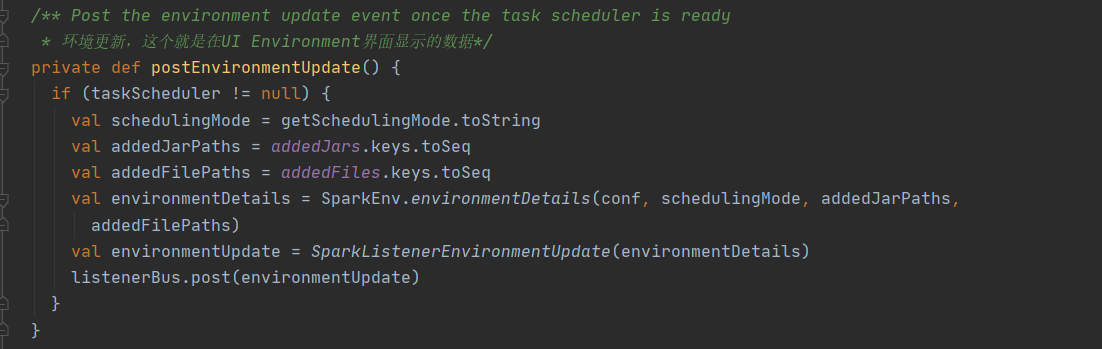 /** Post the environment update event once the task scheduler is ready
* 环境更新，这个就是在UI Environment界面显示的数据*/
private def postEnvironmentUpdate() {
if (taskScheduler != null) {
val schedulingMode = getSchedulingMode.toString
val addedJarPaths = addedJars.keys.toSeq
val addedFilePaths = addedFiles.keys.toSeq
val environmentDetails = SparkEnv.environmentDetails(conf, schedulingMode, addedJarPaths,
addedFilePaths)
val environmentUpdate = SparkListenerEnvironmentUpdate(environmentDetails)
listenerBus.post(environmentUpdate)
}
}